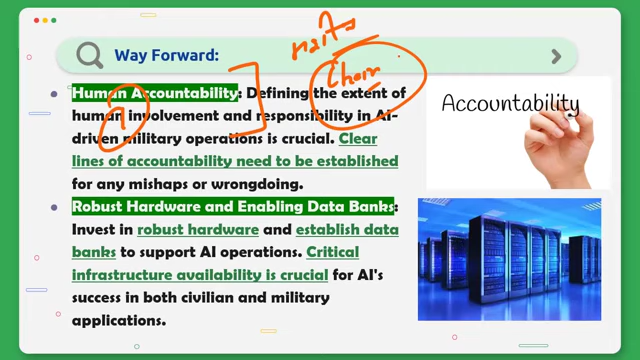 Way Forward:
Human Accountability: Defining the extent of
human involvement and responsibility in AI-
driven military operations is crucial. Clear
lines of accountability need to be established
for any mishaps or wrongdoing.
Robust Hardware and Enabling Data Banks:
Invest in robust hardware and establish data
banks to support AI operations. Critical
infrastructure availability is crucial for AI's
success in both civilian and military
applications.
Accountability